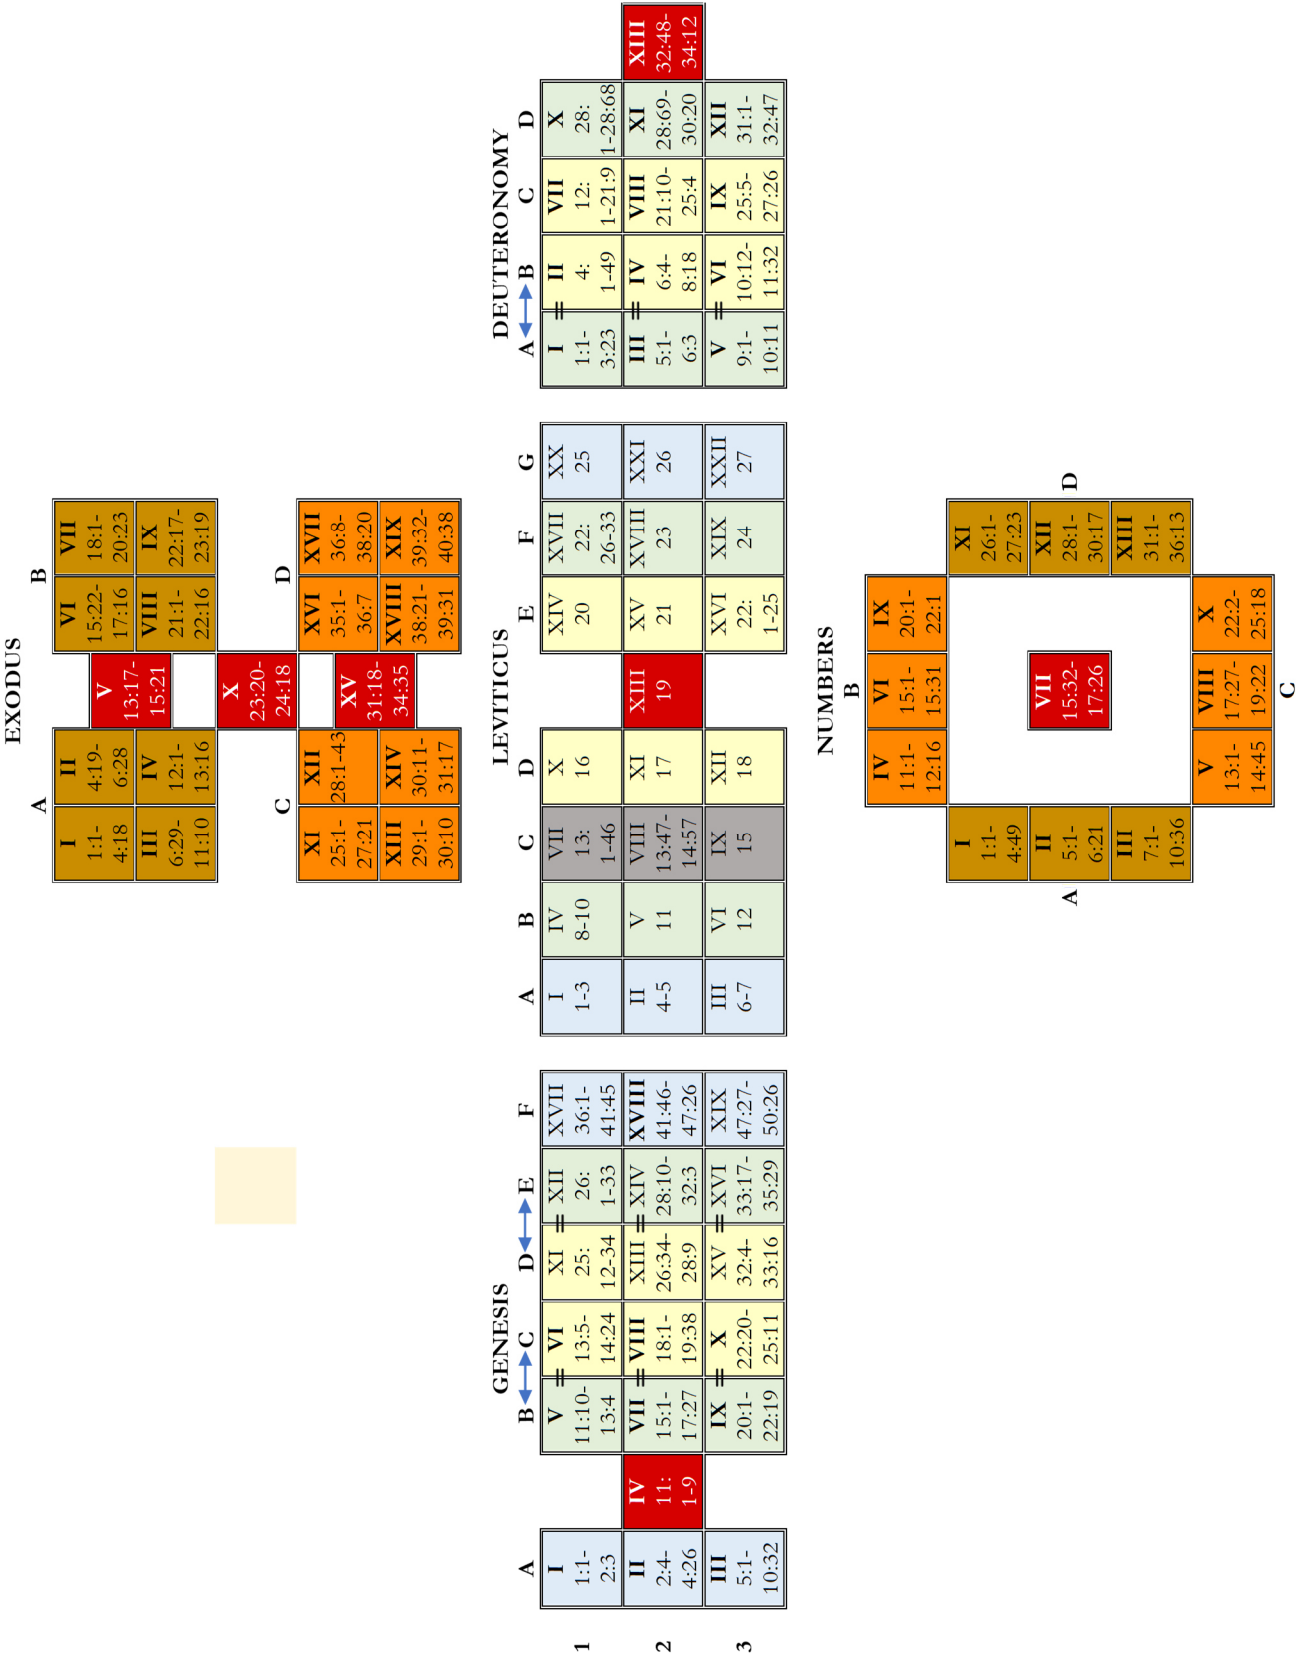 EXODUS
A
B
I
1:1-
4:18
II
4:19-
6:28
III
6:29-
11:10
IV
12:1-
13:16
V
13:17-
15:21
VI
15:22-
17:16
VII
18:1-
20:23
VIII
21:1-
22:16
IX
22:17-
23:19
X
23:20-
24:18
C
D
XI
25:1-
27:21
XII
28:1-43
XIII
29:1-
30:10
XIV
30:11-
31:17
XV
31:18-
34:35
XVI
35:1-
36:7
XVII
36:8-
38:20
XVIII
38:21-
39:31
XIX
39:32-
40:38
GENESIS
A
B
C
D
E
F
1
2
3
I
1:1-
2:3
II
2:4-
4:26
III
5:1-
10:32
IV
11:
1-9
V
11:10-
13:4
=
VI
13:5-
14:24
VII
15:1-
17:27
=
VIII
18:1-
19:38
IX
20:1-
22:19
=
X
22:20-
25:11
XI
25:
12-34
=
XII
26:
1-33
XIII
26:34-
28:9
=
XIV
28:10-
32:3
XV
32:4-
33:16
=
XVI
33:17-
35:29
XVII
36:1-
41:45
XVIII
41:46-
47:26
XIX
47:27-
50:26
LEVITICUS
A
B
C
D
E
F
G
I
1-3
II
4-5
III
6-7
IV
8-10
V
11
VI
12
VII
13:
1-46
VIII
13:47-
14:57
IX
15
X
16
XI
17
XII
18
XIII
19
XIV
20
XV
21
XVI
22:
1-25
XVII
22:
26-33
XVIII
23
XIX
24
XX
25
XXI
26
XXII
27
DEUTERONOMY
A
B
C
D
I
1:1-
3:23
=
II
4:
1-49
III
5:1-
6:3
=
IV
6:4-
8:18
V
9:1-
10:11
=
VI
10:12-
11:32
VII
12:
1-21:9
VIII
21:10-
25:4
IX
25:5-
27:26
X
28:
1-28:68
XI
28:69-
30:20
XII
31:1-
32:47
XIII
32:48-
34:12
NUMBERS
A
B
C
D
I
1:1-
4:49
II
5:1-
6:21
III
7:1-
10:36
IV
11:1-
12:16
V
13:1-
14:45
VI
15:1-
15:31
VII
15:32-
17:26
VIII
17:27-
19:22
IX
20:1-
22:1
X
22:2-
25:18
XI
26:1-
27:23
XII
28:1-
30:17
XIII
31:1-
36:13